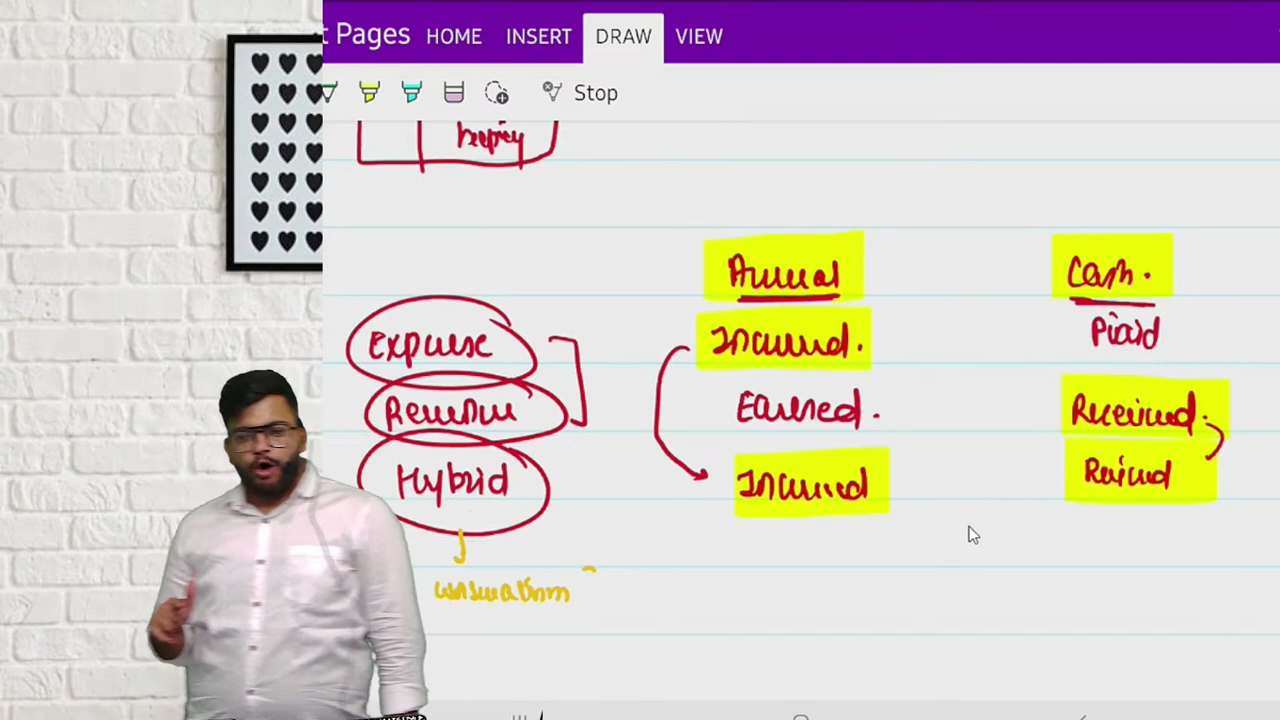 t Pages HOME INSERT DRAW VIEW
Stop
Accrual Cash.
Expense Incurred. Paid
Revenue Earned. Received.
Hybrid Incurred Received